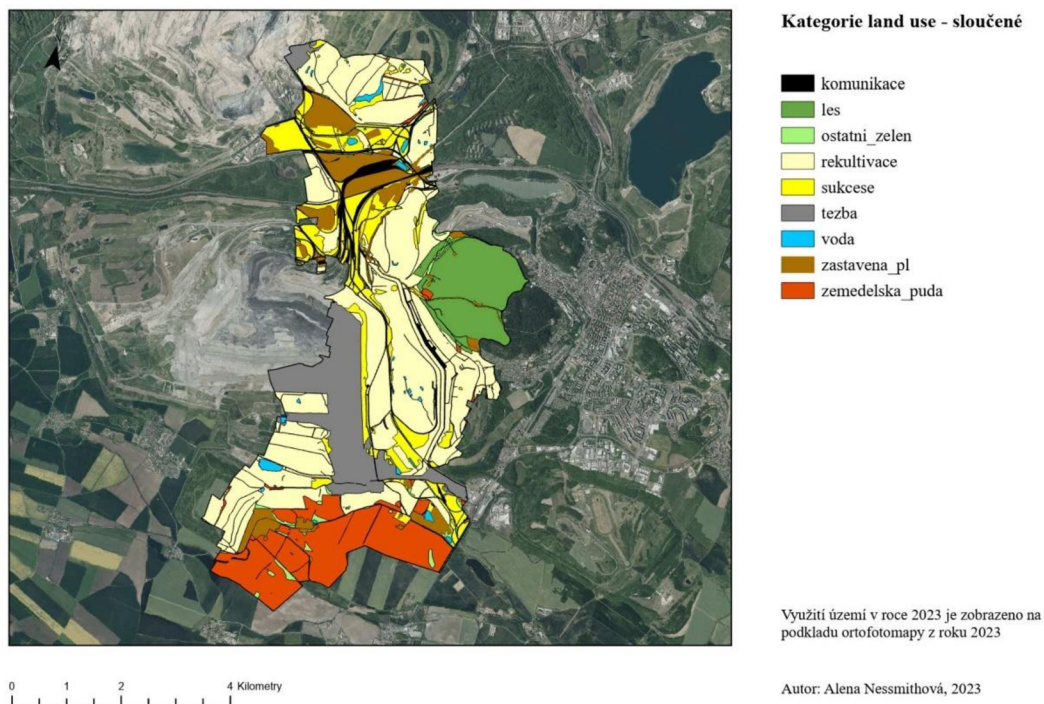 Kategorie land use - sloučené
komunikace
les
ostatni_zelen
rekultivace
sukcese
tezba
voda
zastavena_pl
zemedelska_puda
Využití území v roce 2023 je zobrazeno na
podkladu ortofotomapy z roku 2023
Autor: Alena Nessmithová, 2023
0 1 2 4 Kilometry